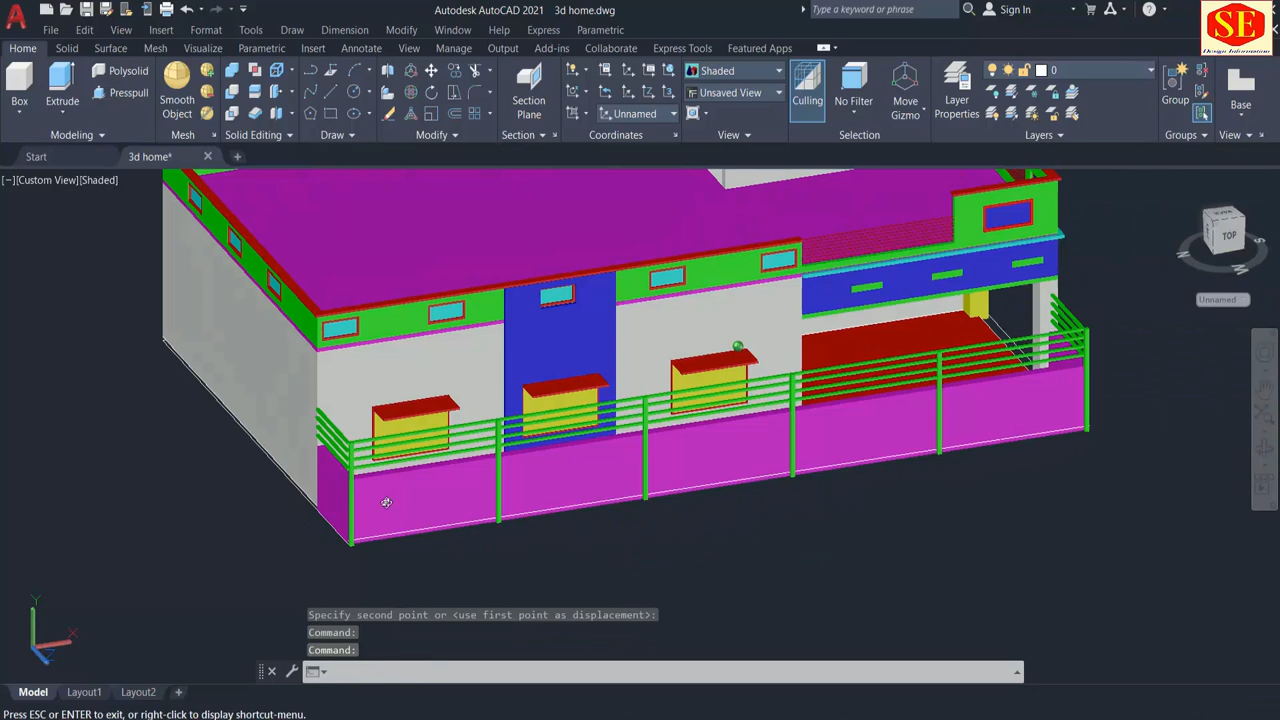 Autodesk AutoCAD 2021 3d home.dwg
Type a keyword or phrase
Sign In
SE
Design Information
File Edit View Insert Format Tools Draw Dimension Modify Window Help Express Parametric
Home Solid Surface Mesh Visualize Parametric Insert Annotate View Manage Output Add-ins Collaborate Express Tools Featured Apps
Box
Extrude
Polysolid
Presspull
Smooth
Object
Section
Plane
Unnamed
Shaded
Unsaved View
Culling
No Filter
Move
Gizmo
Layer
Properties
0
Group
Base
Modeling Mesh Solid Editing Draw Modify Section Coordinates View Selection Layers Groups View
Start 3d home*
[−][Custom View][Shaded]
TOP
Unnamed
Y
X
Z
Specify second point or <use first point as displacement>:
Command:
Command:
Model Layout1 Layout2
Press ESC or ENTER to exit, or right-click to display shortcut-menu.